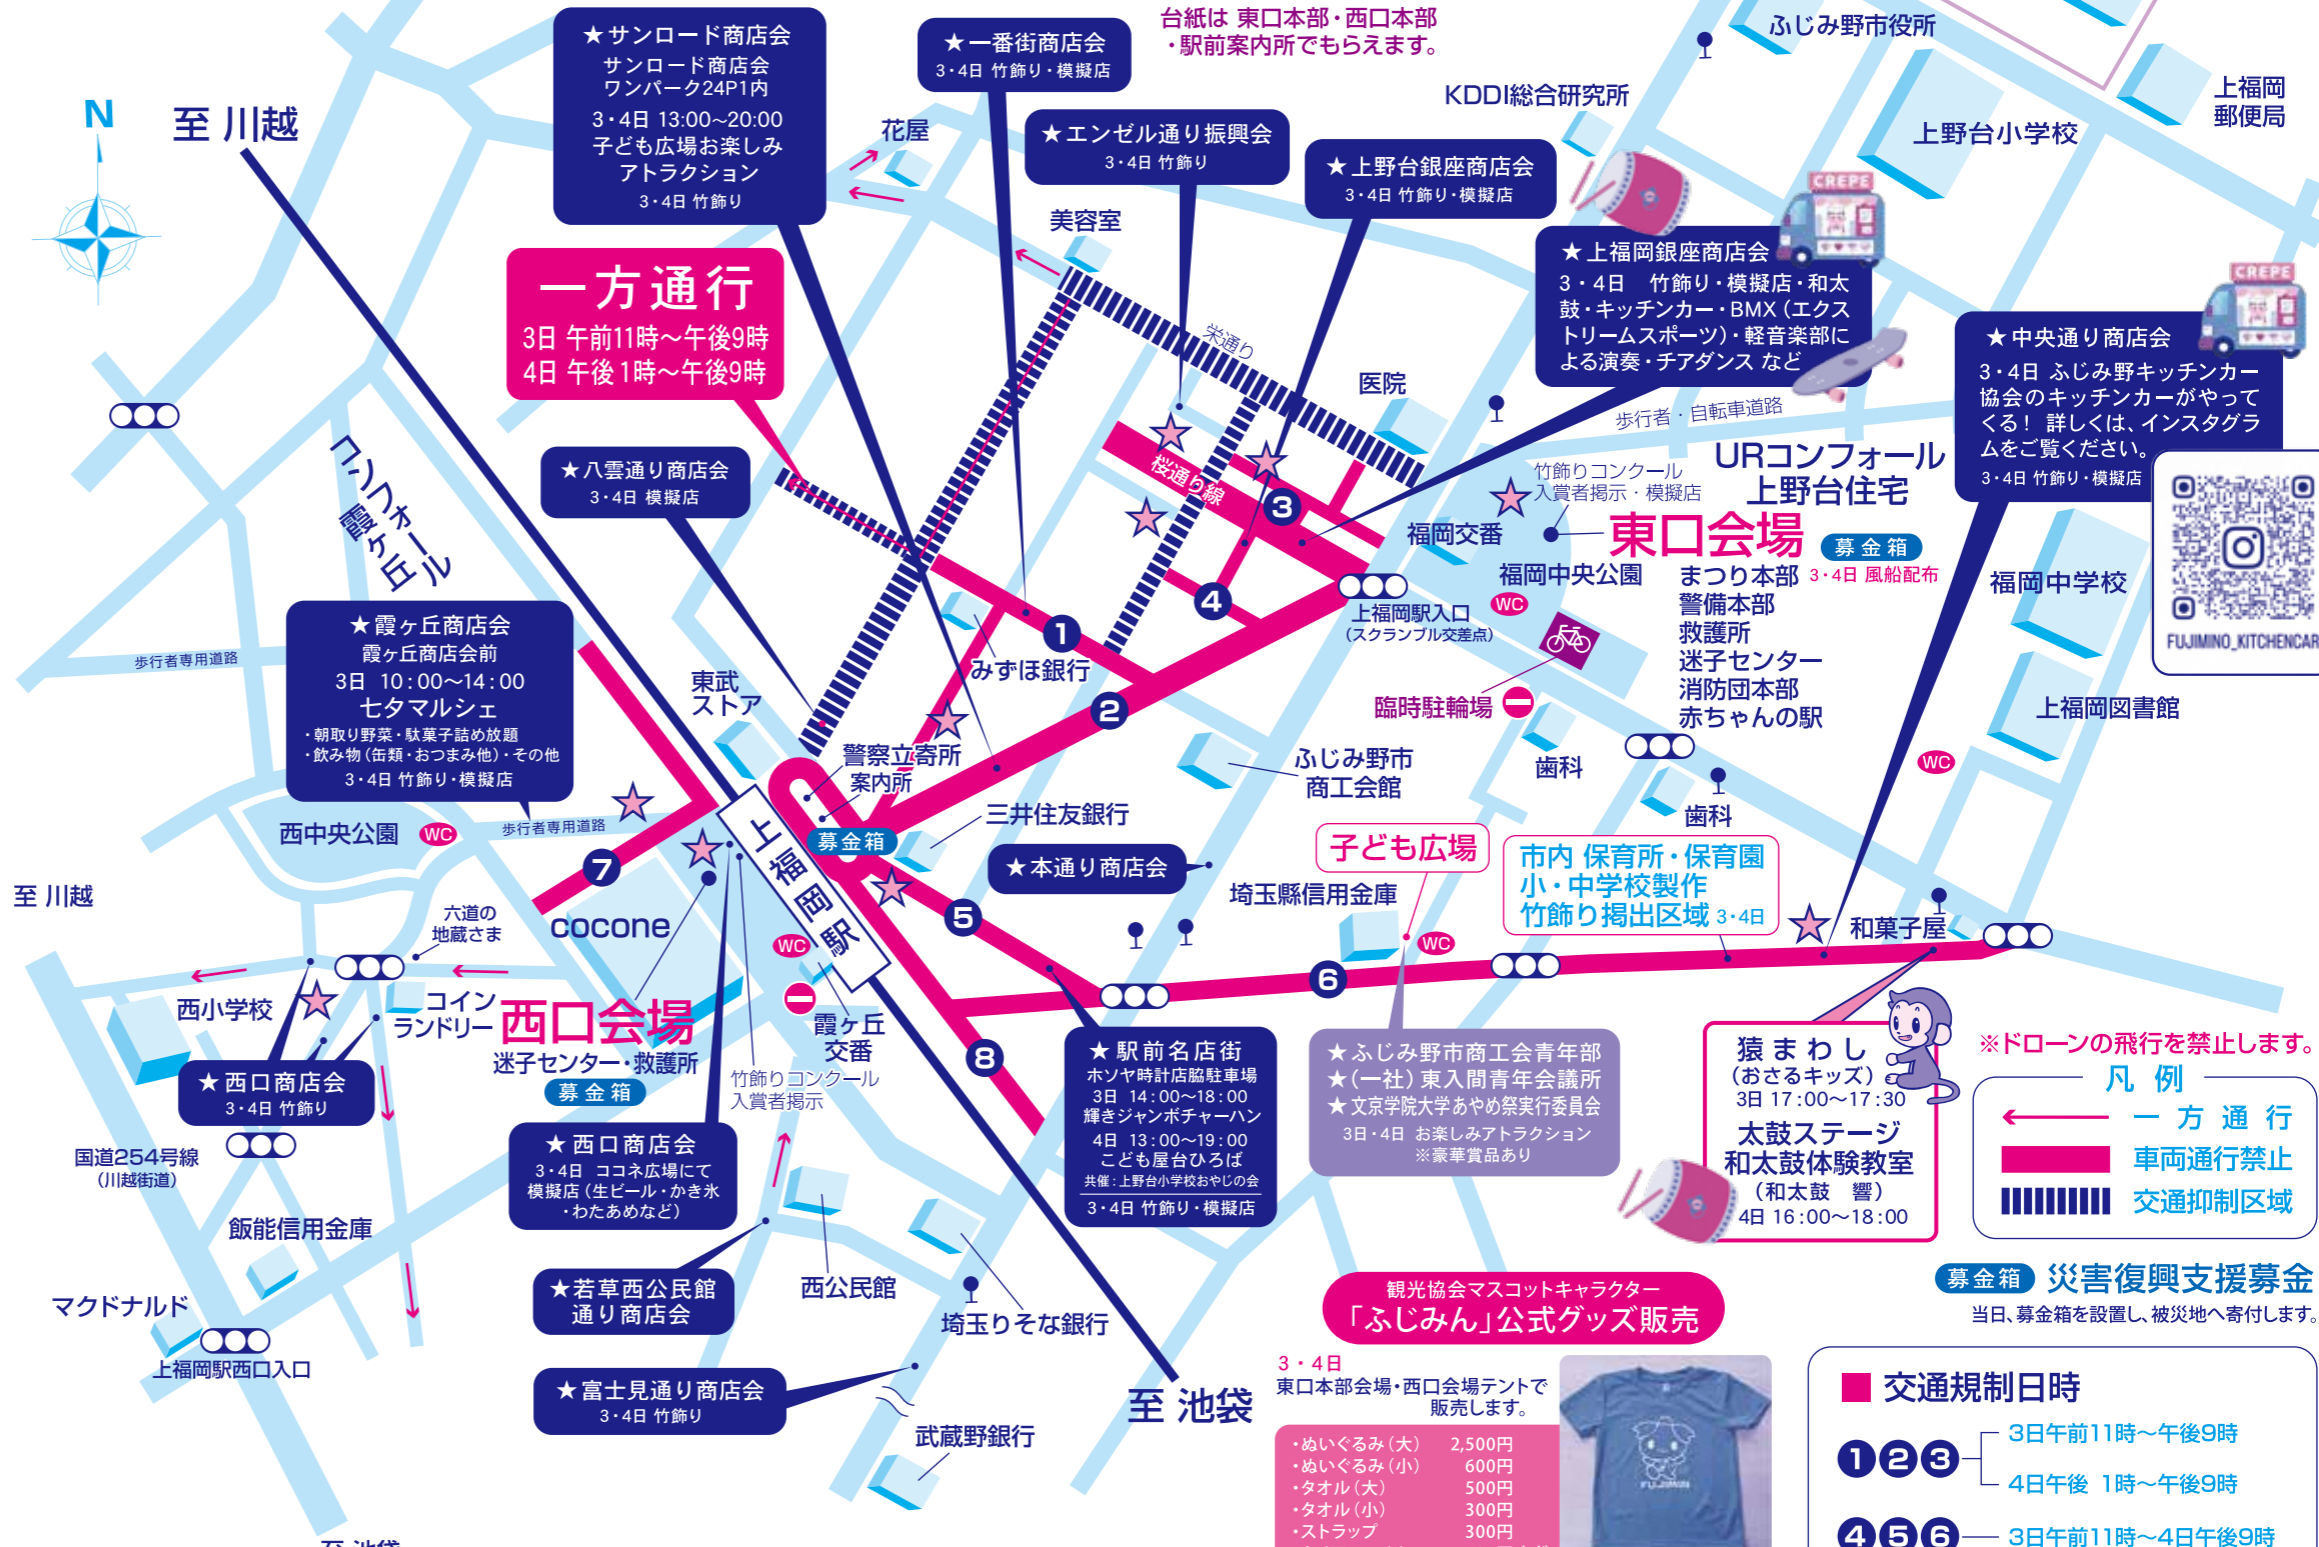 台紙は 東口本部・西口本部
・駅前案内所でもらえます。
N
至 川越
★サンロード商店会
サンロード商店会
ワンパーク24P1内
3・4日 13:00〜20:00
子ども広場お楽しみ
アトラクション
3・4日 竹飾り
★一番街商店会
3・4日 竹飾り・模擬店
花屋
★エンゼル通り振興会
3・4日 竹飾り
美容室
★上野台銀座商店会
3・4日 竹飾り・模擬店
KDDI総合研究所
ふじみ野市役所
上野台小学校
上福岡
郵便局
CREPE
★上福岡銀座商店会
3・4日 竹飾り・模擬店・和太
鼓・キッチンカー・BMX(エクス
トリームスポーツ)・軽音楽部に
よる演奏・チアダンス など
CREPE
★中央通り商店会
3・4日 ふじみ野キッチンカー
協会のキッチンカーがやって
くる! 詳しくは、インスタグラ
ムをご覧ください。
3・4日 竹飾り・模擬店
FUJIMINO_KITCHENCAR
一方通行
3日 午前11時〜午後9時
4日 午後1時〜午後9時
栄通り
医院
歩行者・自転車道路
コンフォール
霞ヶ丘
★八雲通り商店会
3・4日 模擬店
桜通り線
3
竹飾りコンクール
入賞者掲示・模擬店
URコンフォール
上野台住宅
福岡交番
東口会場
募金箱
3・4日 風船配布
福岡中央公園
まつり本部
警備本部
救護所
迷子センター
消防団本部
赤ちゃんの駅
福岡中学校
上福岡図書館
WC
4
上福岡駅入口
(スクランブル交差点)
WC
臨時駐輪場
歯科
歯科
1
みずほ銀行
2
ふじみ野市
商工会館
★霞ヶ丘商店会
霞ヶ丘商店会前
3日 10:00〜14:00
七夕マルシェ
・朝取り野菜・駄菓子詰め放題
・飲み物(缶類・おつまみ他)・その他
3・4日 竹飾り・模擬店
歩行者専用道路
東武
ストア
警察立寄所
案内所
募金箱
三井住友銀行
★本通り商店会
埼玉縣信用金庫
子ども広場
WC
市内 保育所・保育園
小・中学校製作
竹飾り掲出区域 3・4日
和菓子屋
西中央公園
WC
歩行者専用道路
7
上福岡駅
5
6
8
至 川越
六道の
地蔵さま
cocone
WC
西小学校
コイン
ランドリー
西口会場
迷子センター・救護所
募金箱
霞ヶ丘
交番
竹飾りコンクール
入賞者掲示
★西口商店会
3・4日 竹飾り
国道254号線
(川越街道)
★西口商店会
3・4日 ココネ広場にて
模擬店(生ビール・かき氷
・わたあめなど)
★駅前名店街
ホソヤ時計店脇駐車場
3日 14:00〜18:00
輝きジャンボチャーハン
4日 13:00〜19:00
こども屋台ひろば
共催:上野台小学校おやじの会
3・4日 竹飾り・模擬店
★ふじみ野市商工会青年部
★(一社)東入間青年会議所
★文京学院大学あやめ祭実行委員会
3日・4日 お楽しみアトラクション
※豪華賞品あり
猿まわし
(おさるキッズ)
3日 17:00〜17:30
太鼓ステージ
和太鼓体験教室
(和太鼓 響)
4日 16:00〜18:00
※ドローンの飛行を禁止します。
凡 例
一方通行
車両通行禁止
交通抑制区域
募金箱 災害復興支援募金
当日、募金箱を設置し、被災地へ寄付します。
飯能信用金庫
マクドナルド
上福岡駅西口入口
★若草西公民館
通り商店会
西公民館
埼玉りそな銀行
★富士見通り商店会
3・4日 竹飾り
武蔵野銀行
至 池袋
観光協会マスコットキャラクター
「ふじみん」公式グッズ販売
3・4日
東口本部会場・西口会場テントで
販売します。
・ぬいぐるみ(大) 2,500円
・ぬいぐるみ(小) 600円
・タオル(大) 500円
・タオル(小) 300円
・ストラップ 300円
FUJIMIN
■ 交通規制日時
1 2 3
3日午前11時〜午後9時
4日午後 1時〜午後9時
4 5 6 3日午前11時〜4日午後9時